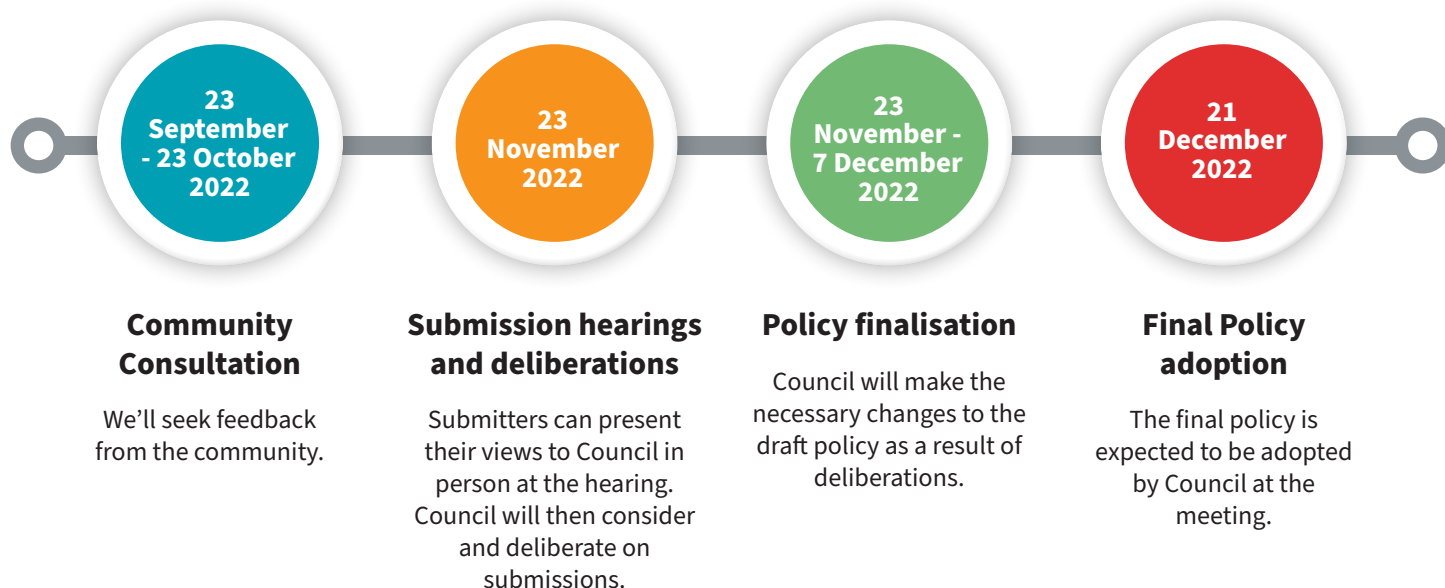 23
September
- 23 October
2022
Community
Consultation
We’ll seek feedback
from the community.
23
November
2022
Submission hearings
and deliberations
Submitters can present
their views to Council in
person at the hearing.
Council will then consider
and deliberate on
submissions.
23
November -
7 December
2022
Policy finalisation
Council will make the
necessary changes to the
draft policy as a result of
deliberations.
21
December
2022
Final Policy
adoption
The final policy is
expected to be adopted
by Council at the
meeting.